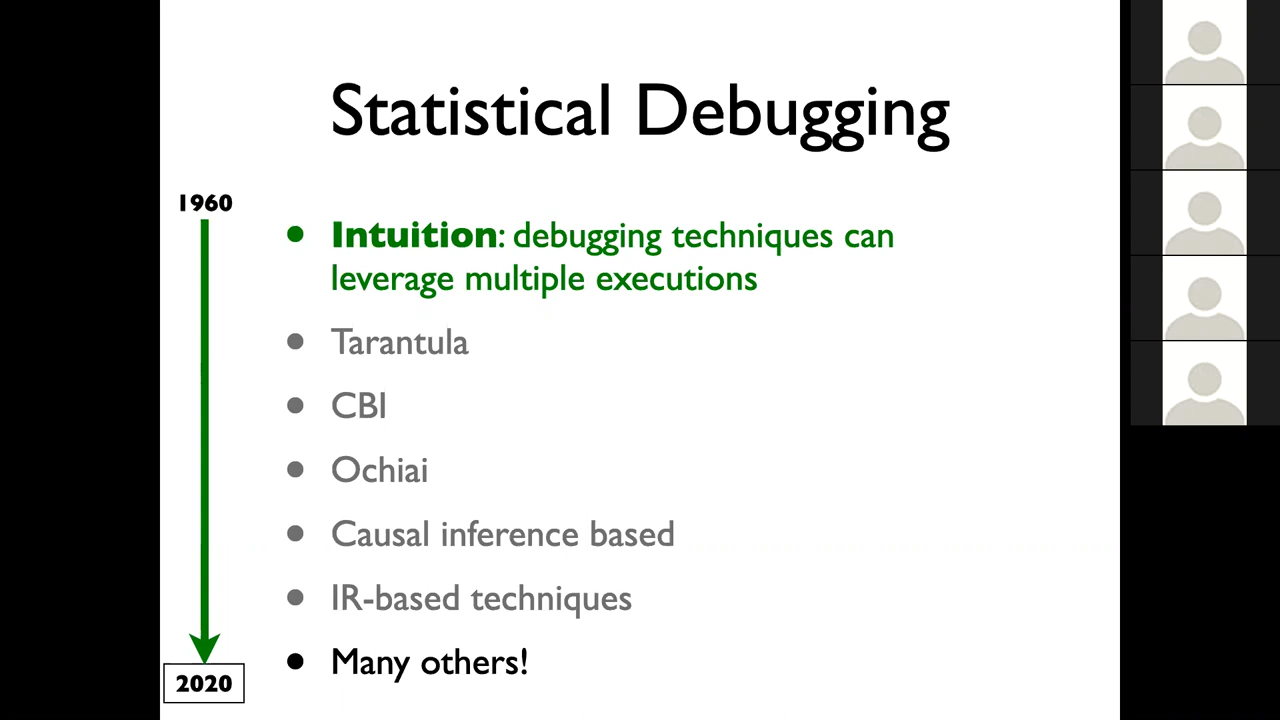 Statistical Debugging
1960
Intuition: debugging techniques can
leverage multiple executions
Tarantula
CBI
Ochiai
Causal inference based
IR-based techniques
Many others!
2020